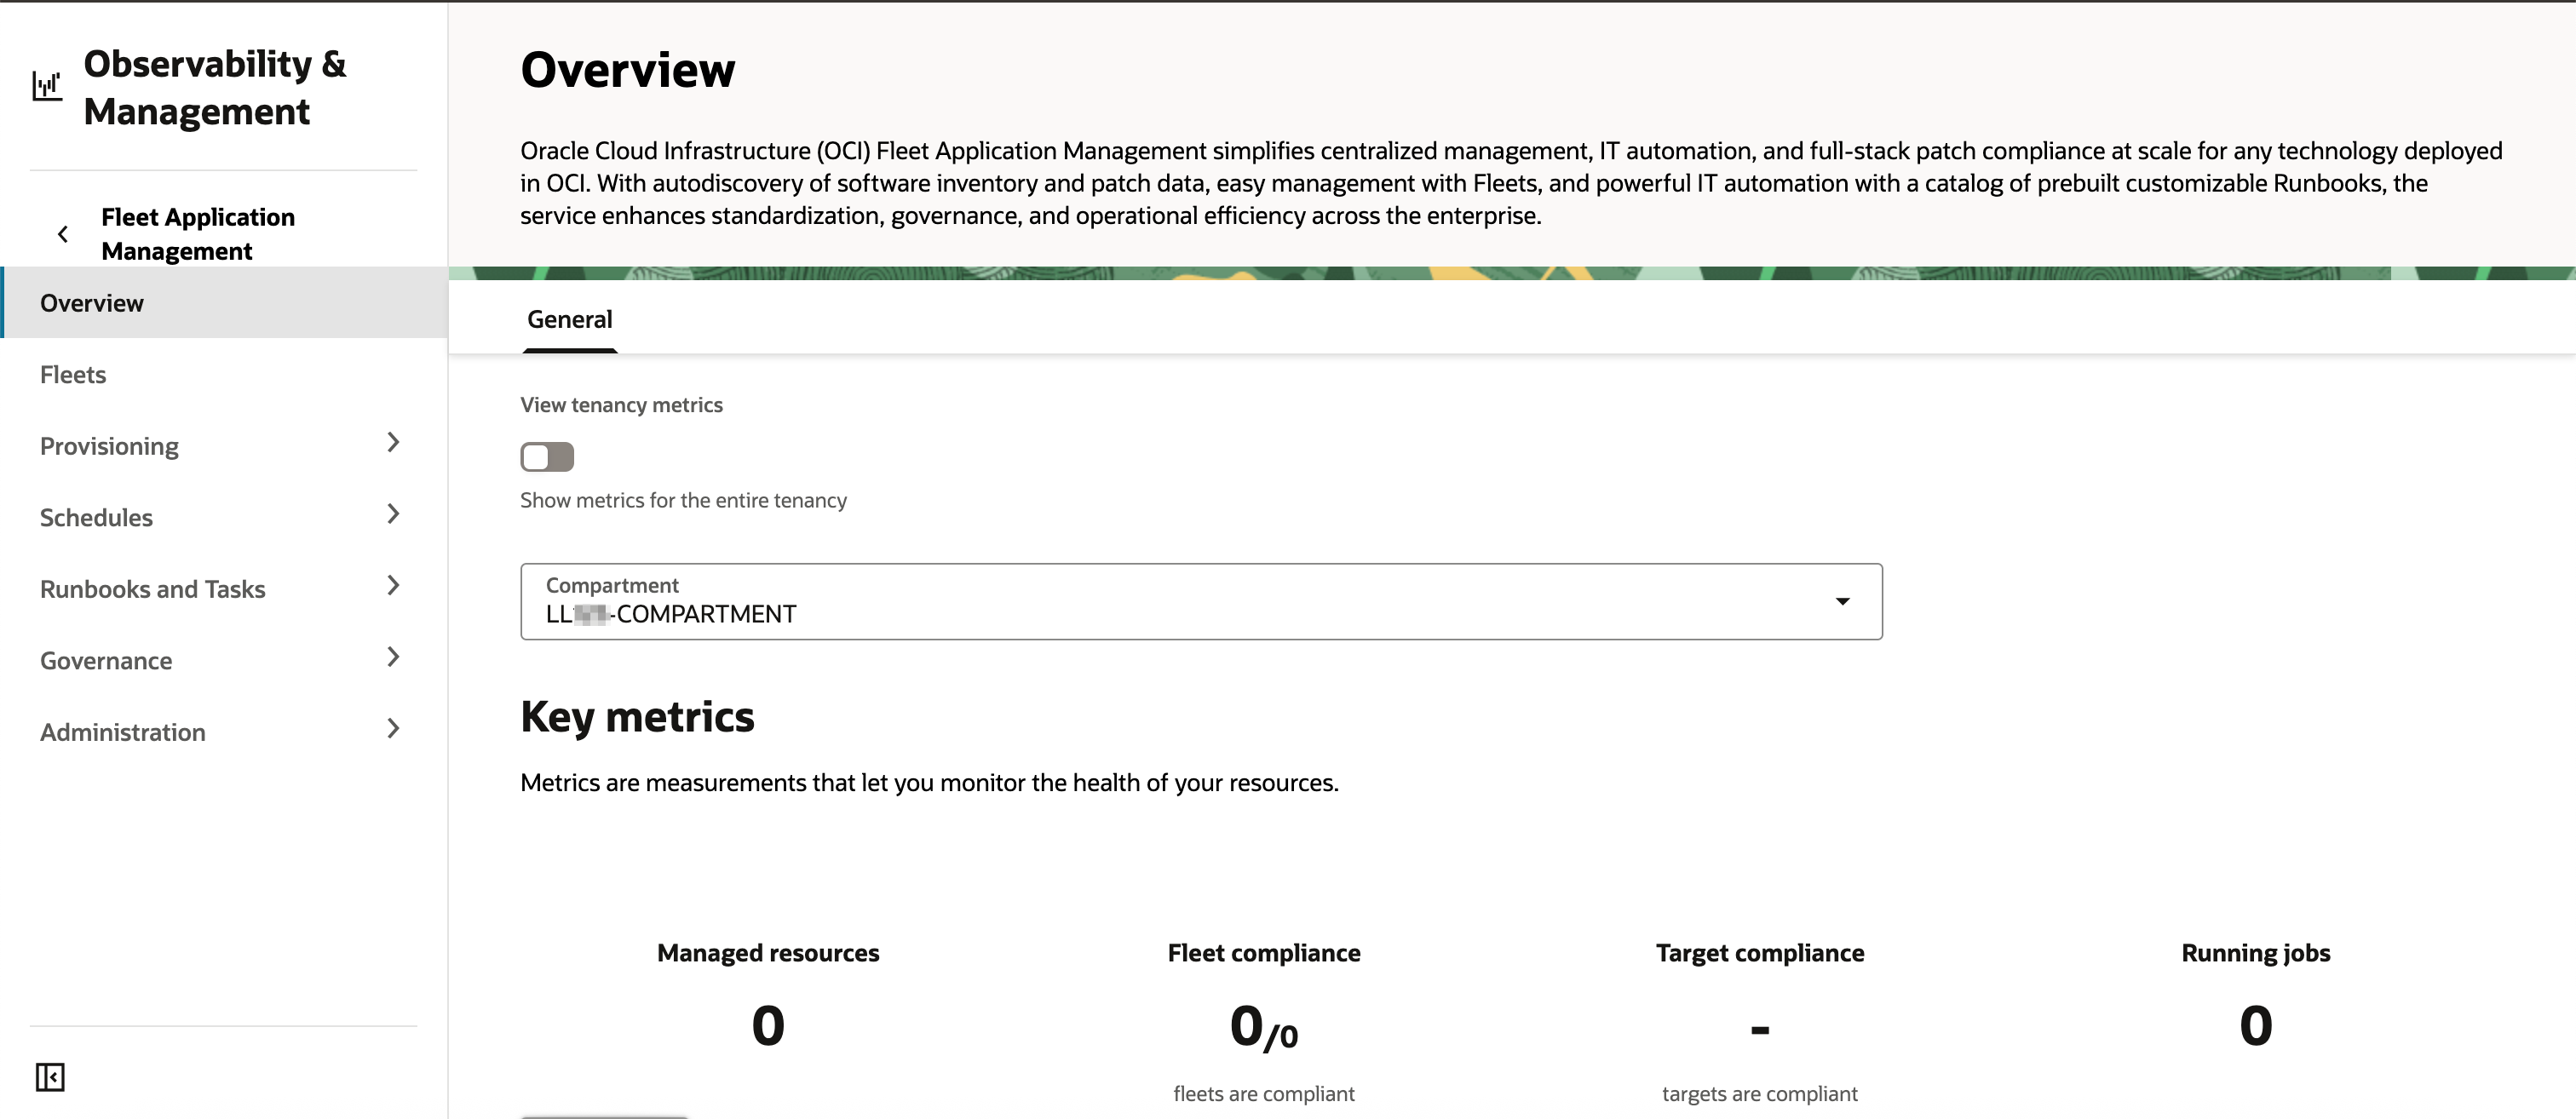 Observability &
Management
Fleet Application
Management
Overview
Fleets
Provisioning
Schedules
Runbooks and Tasks
Governance
Administration
Overview
Oracle Cloud Infrastructure (OCI) Fleet Application Management simplifies centralized management, IT automation, and full-stack patch compliance at scale for any technology deployed
in OCI. With autodiscovery of software inventory and patch data, easy management with Fleets, and powerful IT automation with a catalog of prebuilt customizable Runbooks, the
service enhances standardization, governance, and operational efficiency across the enterprise.
General
View tenancy metrics
Show metrics for the entire tenancy
Compartment
LL -COMPARTMENT
Key metrics
Metrics are measurements that let you monitor the health of your resources.
Managed resources
0
Fleet compliance
0/0
fleets are compliant
Target compliance
-
targets are compliant
Running jobs
0